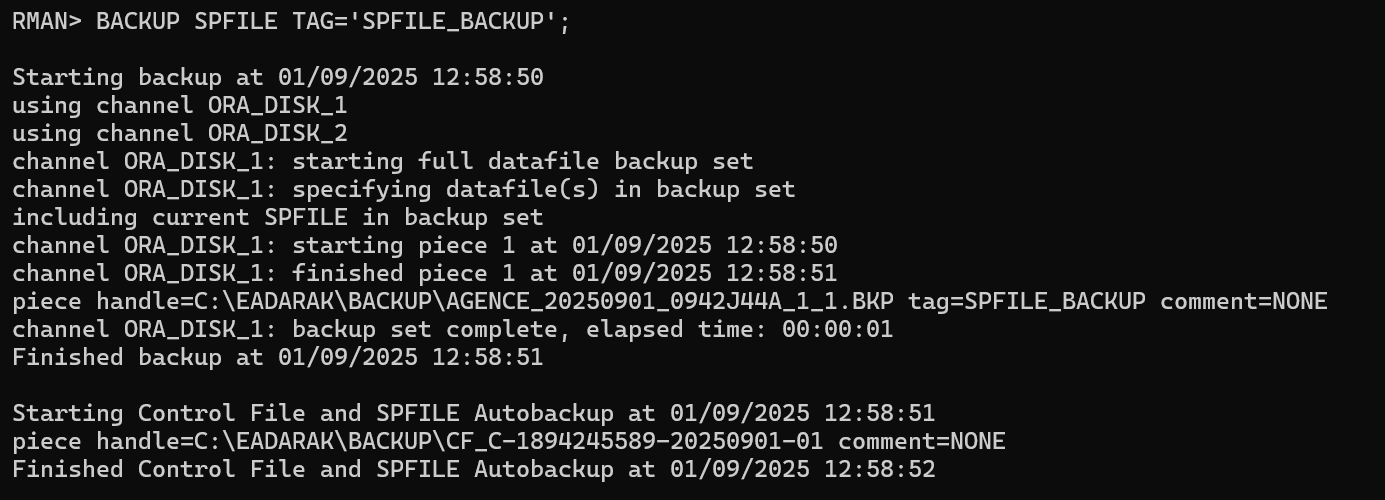 RMAN> BACKUP SPFILE TAG='SPFILE_BACKUP';
Starting backup at 01/09/2025 12:58:50
using channel ORA_DISK_1
using channel ORA_DISK_2
channel ORA_DISK_1: starting full datafile backup set
channel ORA_DISK_1: specifying datafile(s) in backup set
including current SPFILE in backup set
channel ORA_DISK_1: starting piece 1 at 01/09/2025 12:58:50
channel ORA_DISK_1: finished piece 1 at 01/09/2025 12:58:51
piece handle=C:\EADARAK\BACKUP\AGENCE_20250901_0942J44A_1_1.BKP tag=SPFILE_BACKUP comment=NONE
channel ORA_DISK_1: backup set complete, elapsed time: 00:00:01
Finished backup at 01/09/2025 12:58:51
Starting Control File and SPFILE Autobackup at 01/09/2025 12:58:51
piece handle=C:\EADARAK\BACKUP\CF_C-1894245589-20250901-01 comment=NONE
Finished Control File and SPFILE Autobackup at 01/09/2025 12:58:52